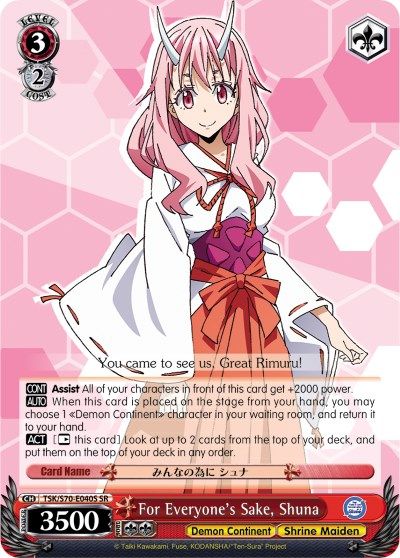 LEVEL
3
2
COST
You came to see us, Great Rimuru!
CONT Assist All of your characters in front of this card get +2000 power.
AUTO When this card is placed on the stage from your hand, you may
choose 1 «Demon Continent» character in your waiting room, and return it
to your hand.
ACT [ this card] Look at up to 2 cards from the top of your deck, and
put them on the top of your deck in any order.
Card Name みんなの為に シュナ
CH TSK/S70-E040S SR For Everyone's Sake, Shuna
POWER 3500 SOUL Demon Continent Shrine Maiden
© Taiki Kawakami, Fuse, KODANSHA/"Ten-Sura" Project